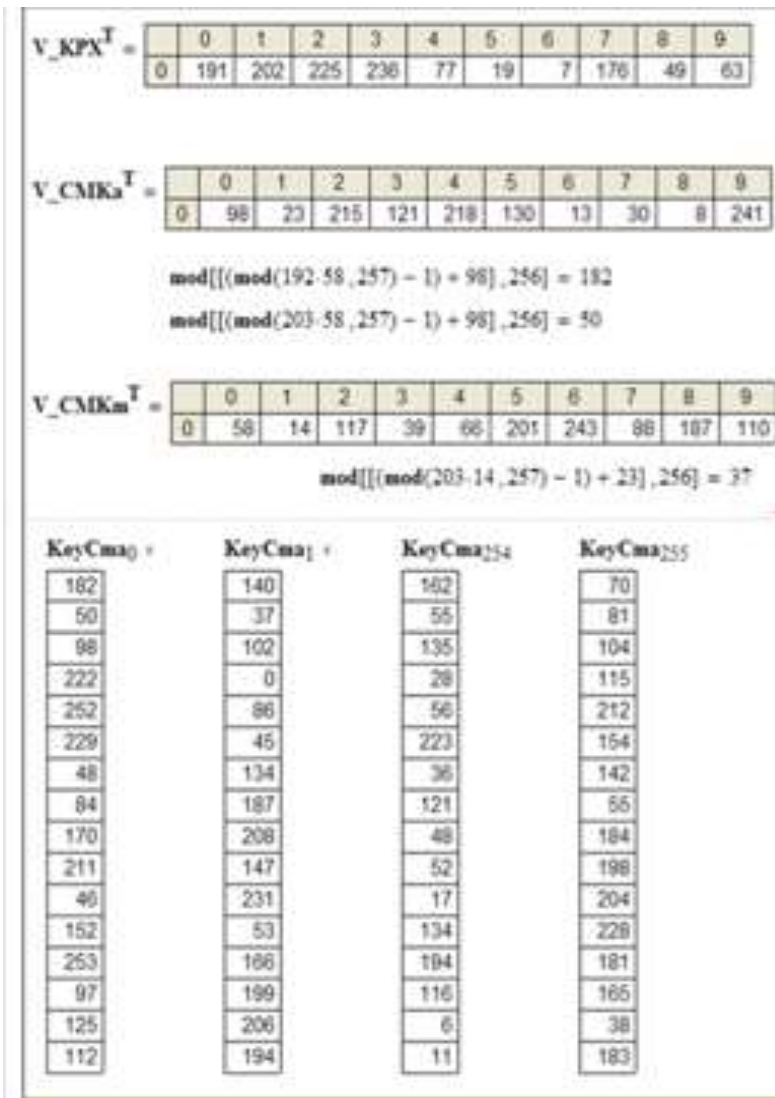 V_KPX^T =
0 1 2 3 4 5 6 7 8 9
0 191 202 225 236 77 19 7 176 49 63
V_CMKa^T =
0 1 2 3 4 5 6 7 8 9
0 98 23 215 121 218 130 13 30 8 241
mod[[(mod(192·58,257) − 1) + 98],256] = 182
mod[[(mod(203·58,257) − 1) + 98],256] = 50
V_CMKm^T =
0 1 2 3 4 5 6 7 8 9
0 58 14 117 39 66 201 243 88 187 110
mod[[(mod(203·14,257) − 1) + 23],256] = 37
KeyCma0 KeyCma1 KeyCma254 KeyCma255
182 140 162 70
50 37 55 81
98 102 135 104
222 0 28 115
252 86 56 212
229 45 223 154
48 134 36 142
84 187 121 55
170 208 48 184
211 147 52 198
46 231 17 204
152 53 134 228
253 166 194 181
97 199 116 165
125 206 6 38
112 194 11 183